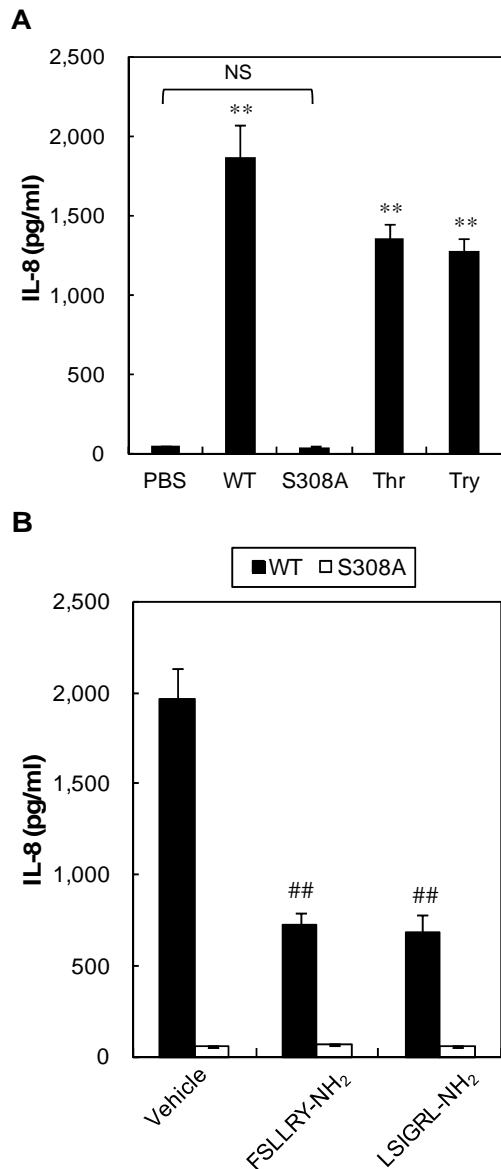 A
2,500
2,000
1,500
1,000
500
0
IL-8 (pg/ml)
NS
**
**
**
PBS WT S308A Thr Try
B
WT S308A
2,500
2,000
1,500
1,000
500
0
IL-8 (pg/ml)
##
##
Vehicle
FSLLRY-NH₂
LSIGRL-NH₂